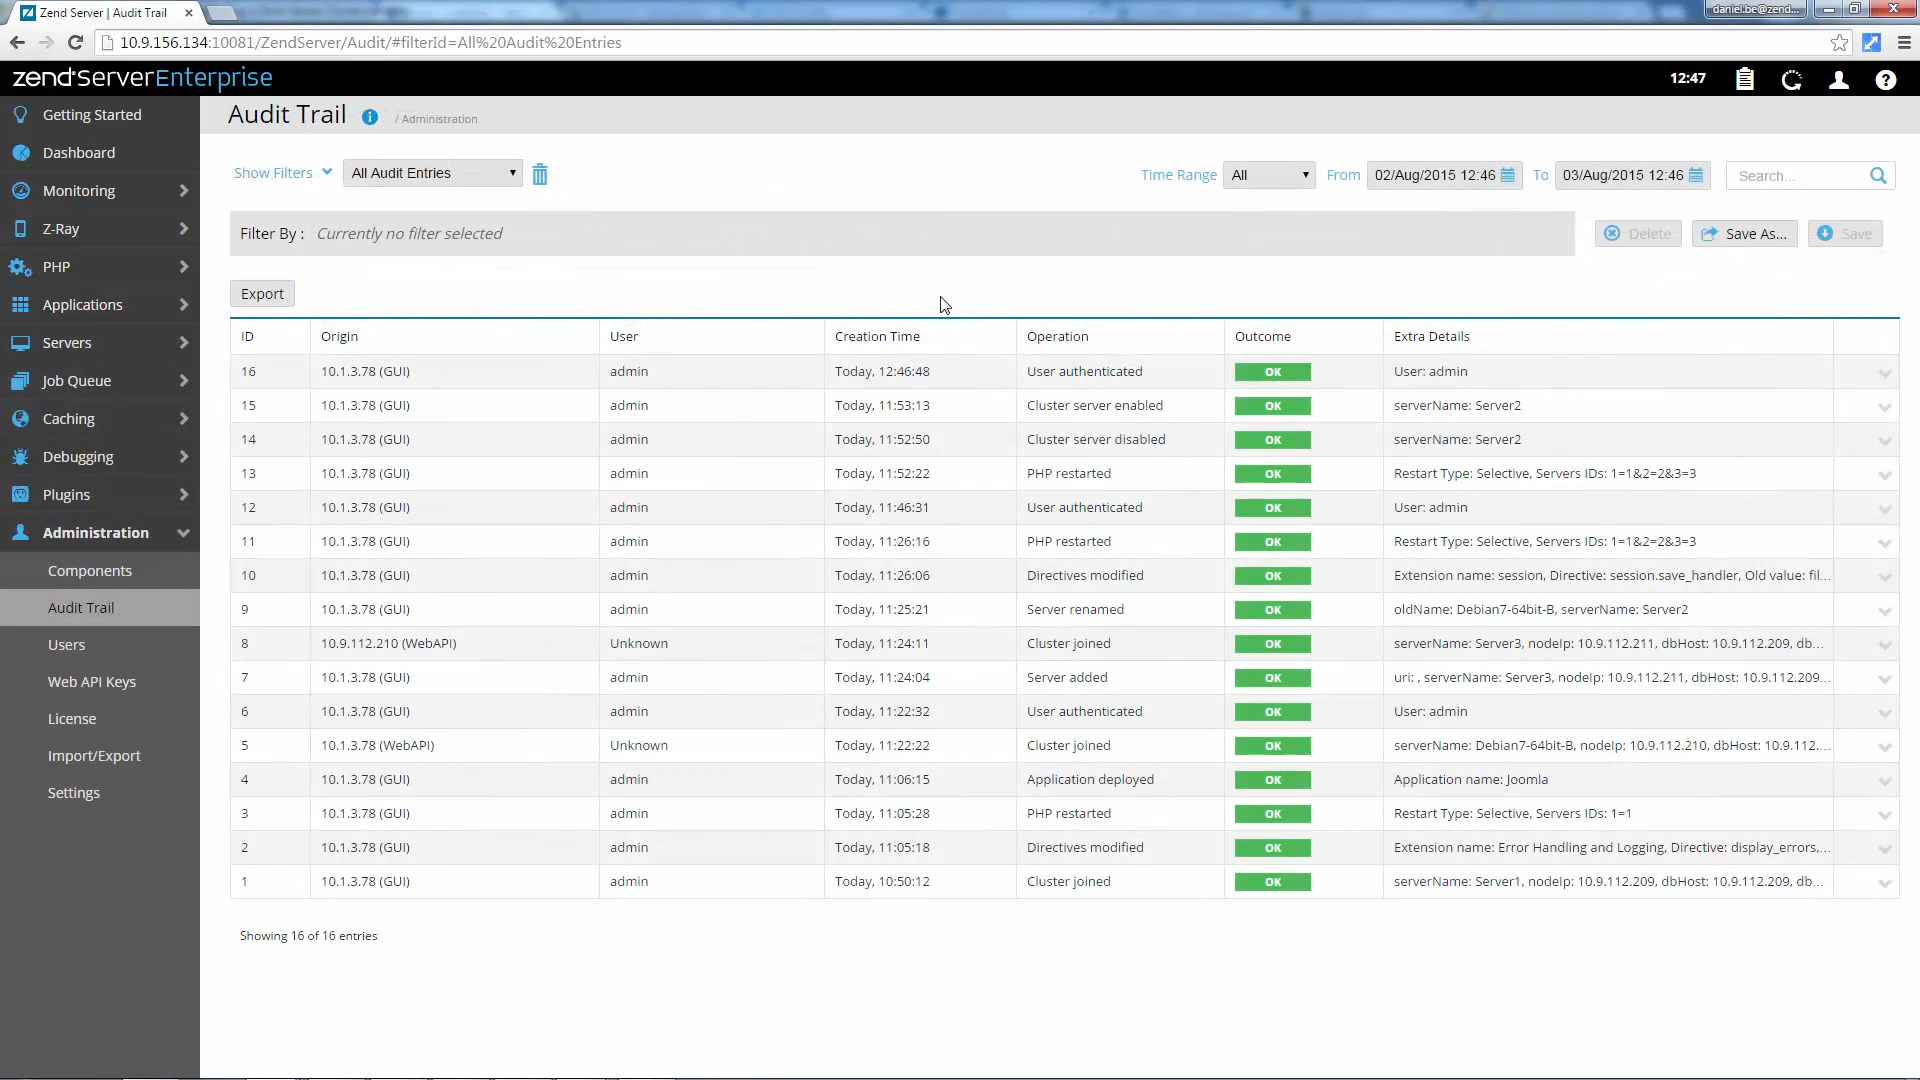 Zend Server | Audit Trail
daniel.be@zend...
10.9.156.134:10081/ZendServer/Audit/#filterId=All%20Audit%20Entries
zend Server Enterprise
12:47
Getting Started
Dashboard
Monitoring
Z-Ray
PHP
Applications
Servers
Job Queue
Caching
Debugging
Plugins
Administration
Components
Audit Trail
Users
Web API Keys
License
Import/Export
Settings
Audit Trail / Administration
Show Filters All Audit Entries Time Range All From 02/Aug/2015 12:46 To 03/Aug/2015 12:46 Search...
Filter By : Currently no filter selected Delete Save As... Save
Export
ID Origin User Creation Time Operation Outcome Extra Details
16 10.1.3.78 (GUI) admin Today, 12:46:48 User authenticated OK User: admin
15 10.1.3.78 (GUI) admin Today, 11:53:13 Cluster server enabled OK serverName: Server2
14 10.1.3.78 (GUI) admin Today, 11:52:50 Cluster server disabled OK serverName: Server2
13 10.1.3.78 (GUI) admin Today, 11:52:22 PHP restarted OK Restart Type: Selective, Servers IDs: 1=1&2=2&3=3
12 10.1.3.78 (GUI) admin Today, 11:46:31 User authenticated OK User: admin
11 10.1.3.78 (GUI) admin Today, 11:26:16 PHP restarted OK Restart Type: Selective, Servers IDs: 1=1&2=2&3=3
10 10.1.3.78 (GUI) admin Today, 11:26:06 Directives modified OK Extension name: session, Directive: session.save_handler, Old value: fil...
9 10.1.3.78 (GUI) admin Today, 11:25:21 Server renamed OK oldName: Debian7-64bit-B, serverName: Server2
8 10.9.112.210 (WebAPI) Unknown Today, 11:24:11 Cluster joined OK serverName: Server3, nodeIp: 10.9.112.211, dbHost: 10.9.112.209, db...
7 10.1.3.78 (GUI) admin Today, 11:24:04 Server added OK uri: , serverName: Server3, nodeIp: 10.9.112.211, dbHost: 10.9.112.209...
6 10.1.3.78 (GUI) admin Today, 11:22:32 User authenticated OK User: admin
5 10.1.3.78 (WebAPI) Unknown Today, 11:22:22 Cluster joined OK serverName: Debian7-64bit-B, nodeIp: 10.9.112.210, dbHost: 10.9.112....
4 10.1.3.78 (GUI) admin Today, 11:06:15 Application deployed OK Application name: Joomla
3 10.1.3.78 (GUI) admin Today, 11:05:28 PHP restarted OK Restart Type: Selective, Servers IDs: 1=1
2 10.1.3.78 (GUI) admin Today, 11:05:18 Directives modified OK Extension name: Error Handling and Logging, Directive: display_errors,...
1 10.1.3.78 (GUI) admin Today, 10:50:12 Cluster joined OK serverName: Server1, nodeIp: 10.9.112.209, dbHost: 10.9.112.209, db...
Showing 16 of 16 entries